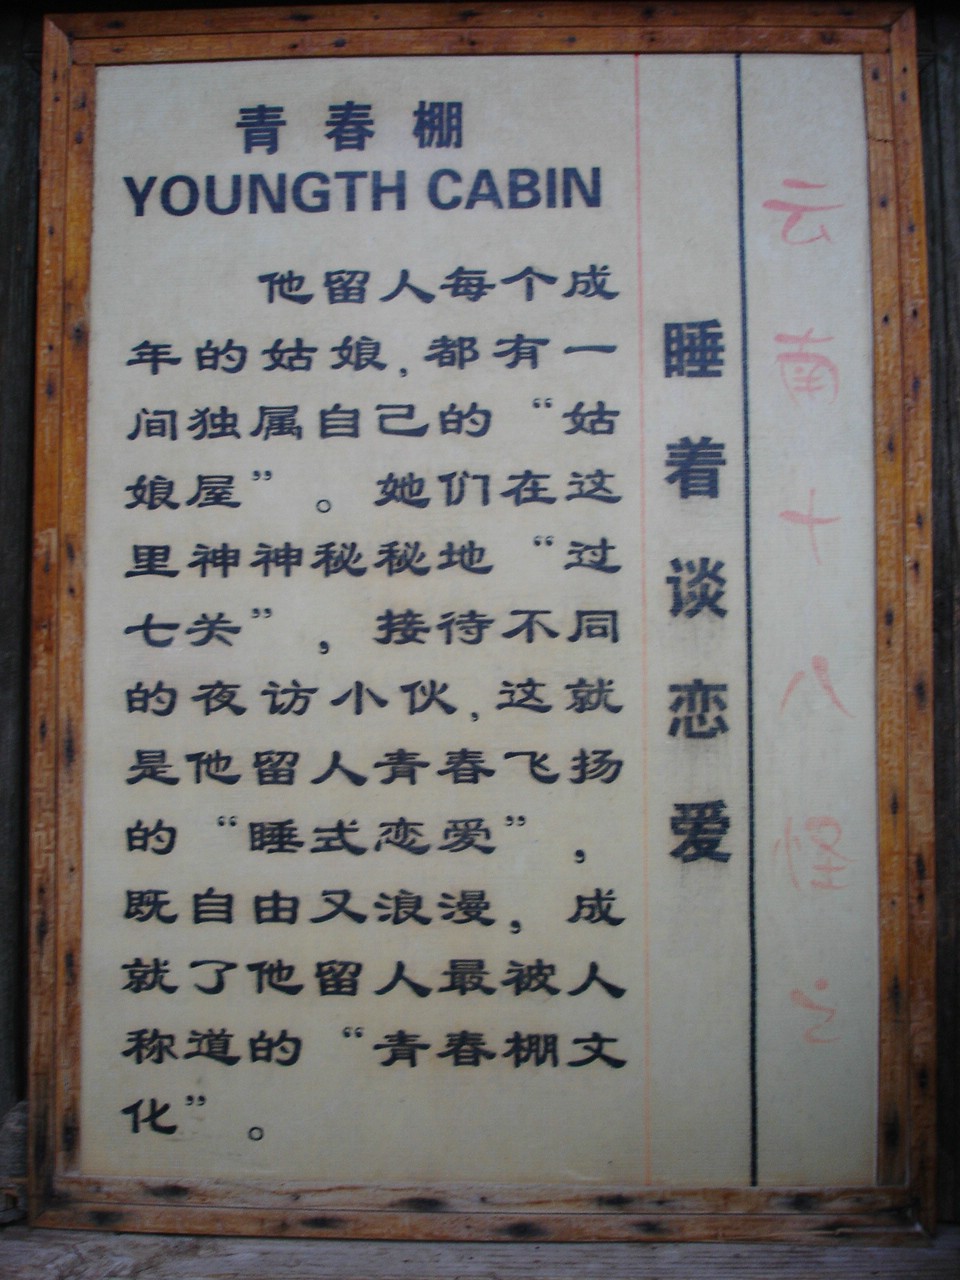 青春棚
YOUNGTH CABIN
他留人每个成
年的姑娘，都有一
间独属自己的“姑
娘屋”。她们在这
里神神秘秘地“过
七关”，接待不同
的夜访小伙，这就
是他留人青春飞扬
的“睡式恋爱”，
既自由又浪漫，成
就了他留人最被人
称道的“青春棚文
化”。
睡着谈恋爱
云南十八怪之